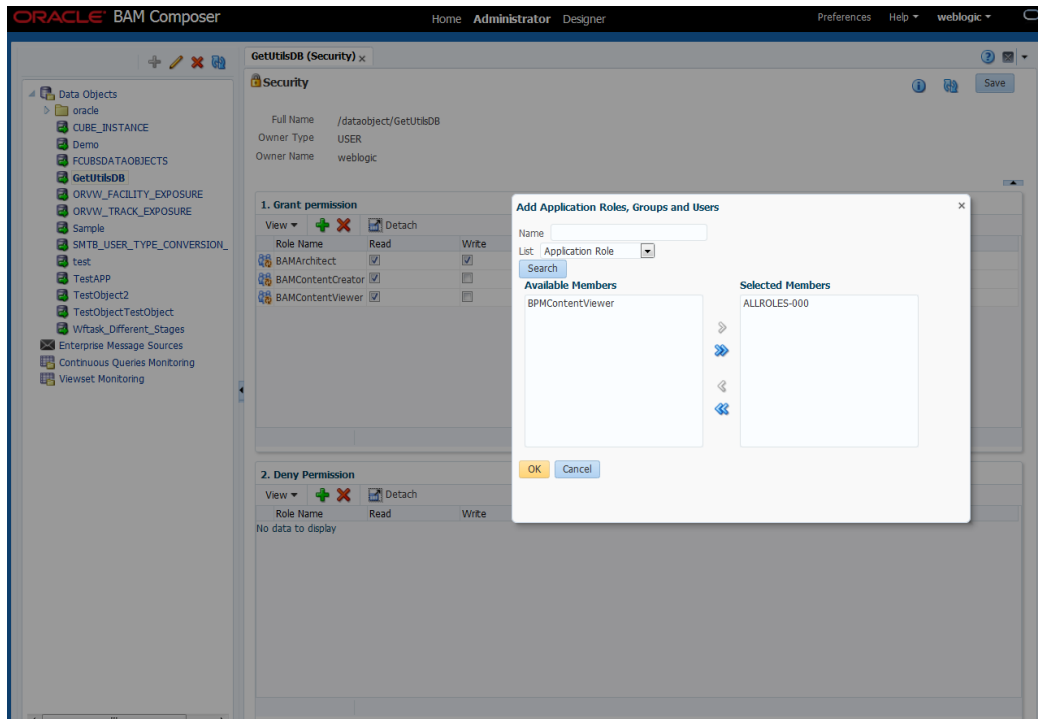 ORACLE BAM Composer
Home Administrator Designer
Preferences Help weblogic
Data Objects
oracle
CUBE_INSTANCE
Demo
FCUBSDATAOBJECTS
GetUtilsDB
ORVW_FACILITY_EXPOSURE
ORVW_TRACK_EXPOSURE
Sample
SMTB_USER_TYPE_CONVERSION_
test
TestAPP
TestObject2
TestObjectTestObject
Wftask_Different_Stages
Enterprise Message Sources
Continuous Queries Monitoring
Viewset Monitoring
GetUtilsDB (Security)
Security
Save
Full Name /dataobject/GetUtilsDB
Owner Type USER
Owner Name weblogic
1. Grant permission
View Detach
Role Name Read Write
BAMArchitect
BAMContentCreator
BAMContentViewer
2. Deny Permission
View Detach
Role Name Read Write
No data to display
Add Application Roles, Groups and Users
Name
List Application Role
Search
Available Members Selected Members
BPMContentViewer ALLROLES-000
OK Cancel